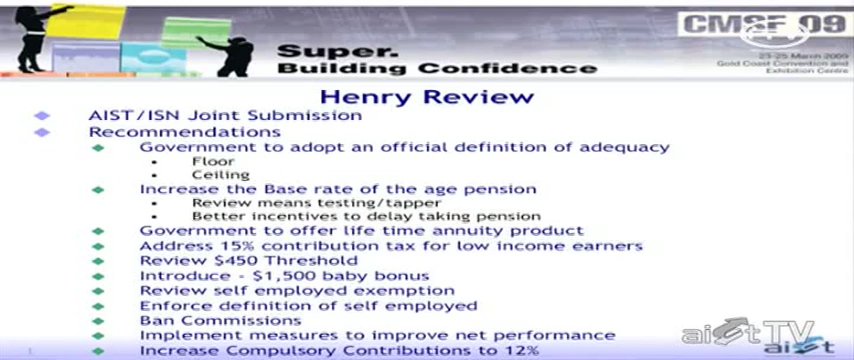 CMSF 09
23-25 March 2009
Gold Coast Convention and
Exhibition Centre
Super.
Building Confidence
Henry Review
AIST/ISN Joint Submission
Recommendations
Government to adopt an official definition of adequacy
Floor
Ceiling
Increase the Base rate of the age pension
Review means testing/tapper
Better incentives to delay taking pension
Government to offer life time annuity product
Address 15% contribution tax for low income earners
Review $450 Threshold
Introduce - $1,500 baby bonus
Review self employed exemption
Enforce definition of self employed
Ban Commissions
Implement measures to improve net performance
Increase Compulsory Contributions to 12%
1
aist TV
aist